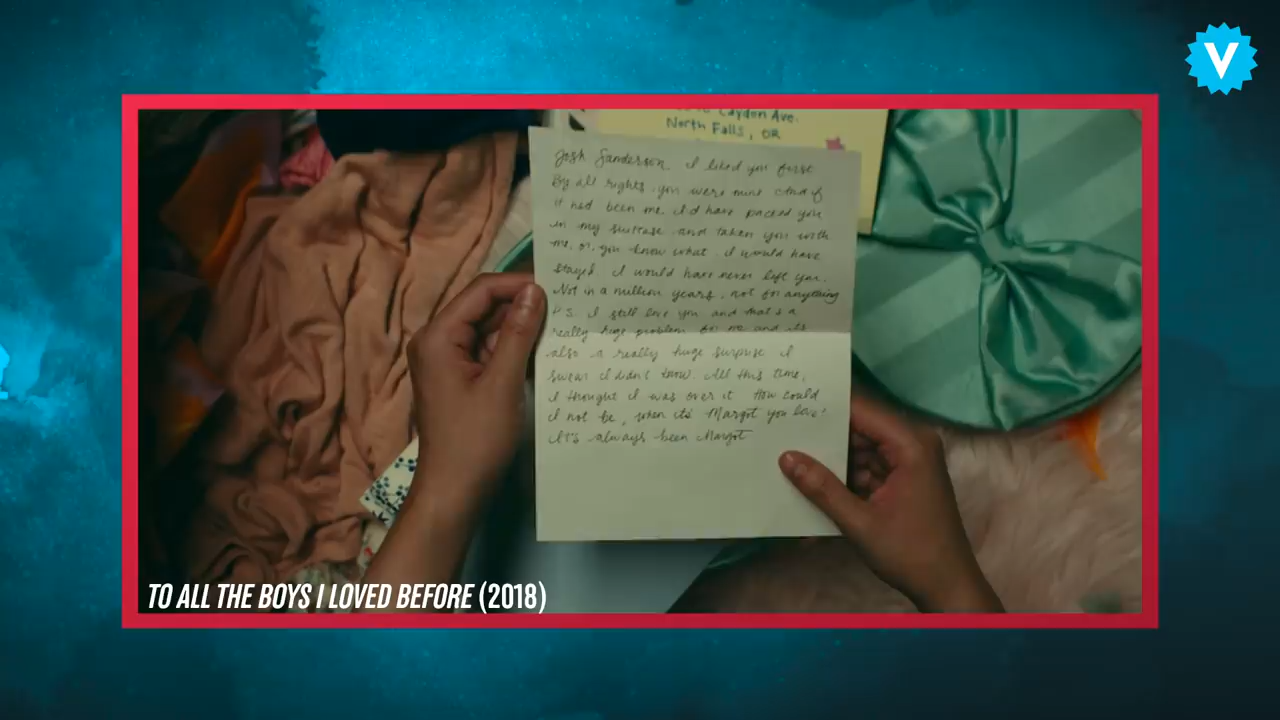 V
Laydon Ave.
North Falls, OR
Josh Sanderson, I liked you first
By all rights, you were mine And if
it had been me, I'd have packed you
in my suitcase and taken you with
me, or, you know what, I would have
stayed. I would have never left you.
Not in a million years, not for anything
P.S. I still love you and that's a
really huge problem for me and its
also a really huge surprise I
swear I didn't know. All this time,
I thought I was over it How could
I not be, when its Margot you love!
It's always been Margot
TO ALL THE BOYS I LOVED BEFORE (2018)